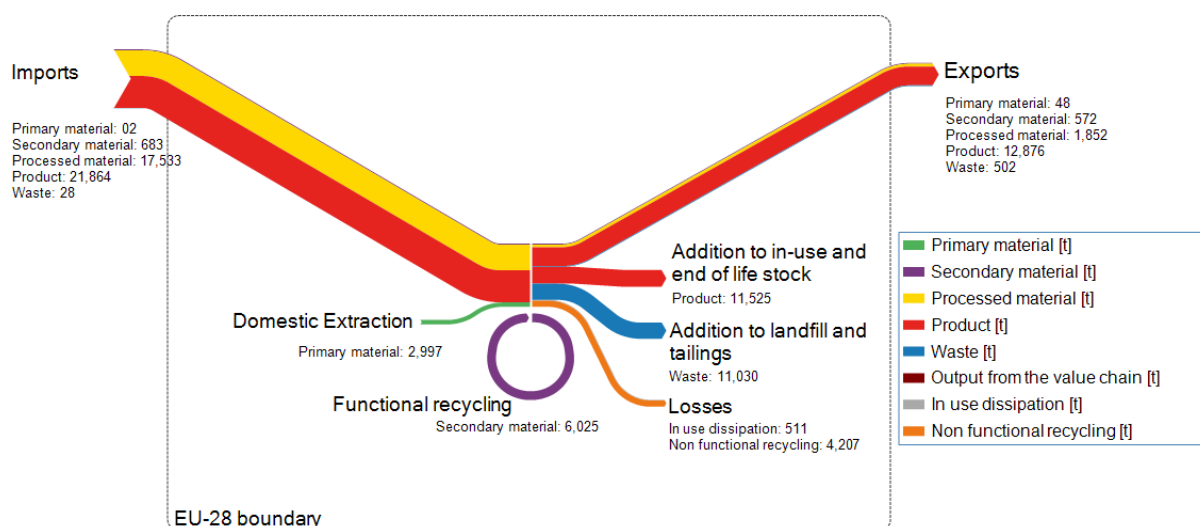 Imports
Primary material: 02
Secondary material: 683
Processed material: 17,533
Product: 21,864
Waste: 28
Exports
Primary material: 48
Secondary material: 572
Processed material: 1,852
Product: 12,876
Waste: 502
Addition to in-use and
end of life stock
Product: 11,525
Domestic Extraction
Primary material: 2,997
Addition to landfill and
tailings
Waste: 11,030
Functional recycling
Secondary material: 6,025
Losses
In use dissipation: 511
Non functional recycling: 4,207
Primary material [t]
Secondary material [t]
Processed material [t]
Product [t]
Waste [t]
Output from the value chain [t]
In use dissipation [t]
Non functional recycling [t]
EU-28 boundary